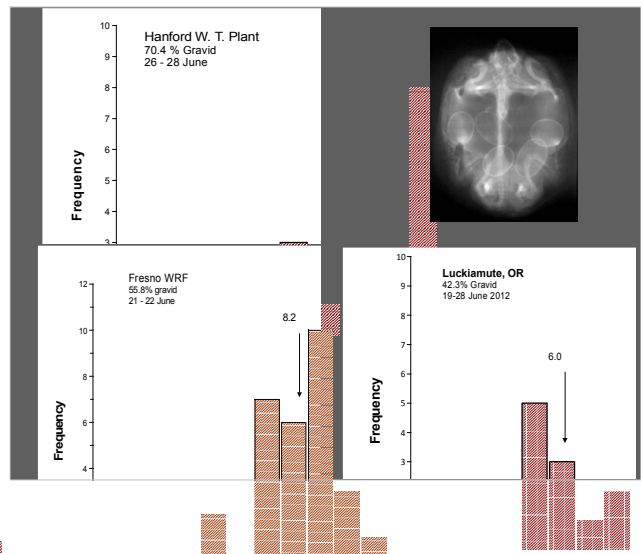 Hanford W. T. Plant
70.4 % Gravid
26 - 28 June
Frequency
10
9
8
7
6
5
4
3
Fresno WRF
55.8% gravid
21 - 22 June
8.2
Frequency
12
10
8
6
4
Luckiamute, OR
42.3% Gravid
19-28 June 2012
6.0
Frequency
10
9
8
7
6
5
4
3